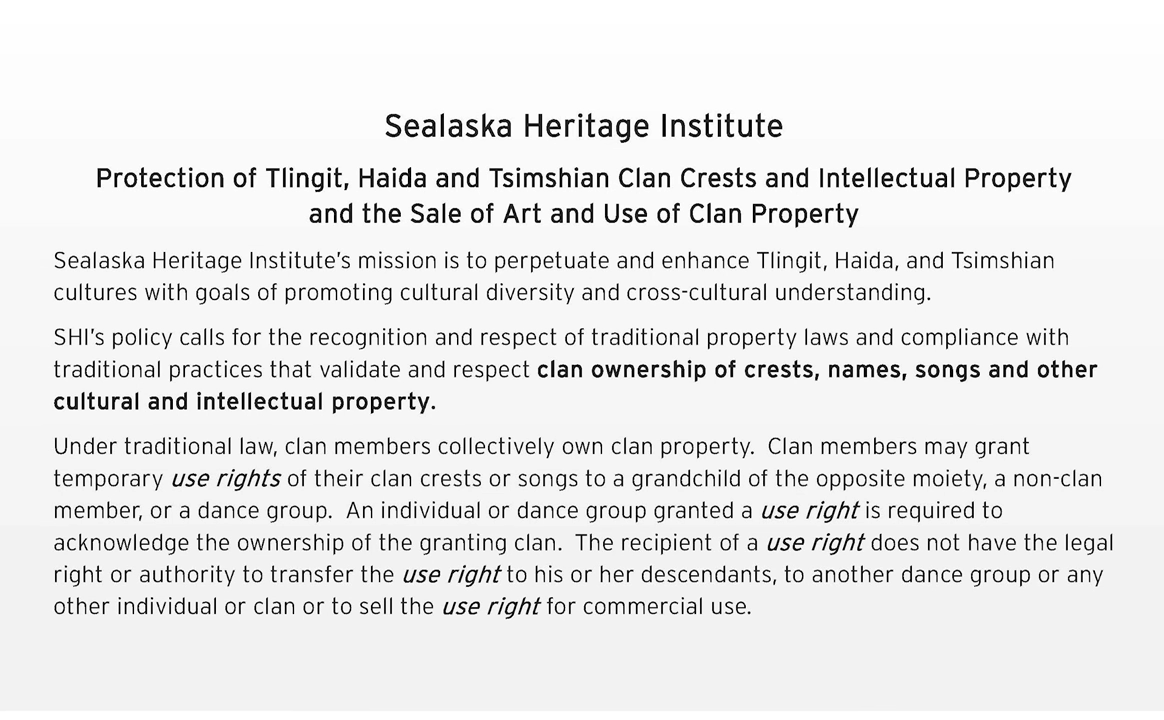 Sealaska Heritage Institute
Protection of Tlingit, Haida and Tsimshian Clan Crests and Intellectual Property
and the Sale of Art and Use of Clan Property
Sealaska Heritage Institute’s mission is to perpetuate and enhance Tlingit, Haida, and Tsimshian
cultures with goals of promoting cultural diversity and cross-cultural understanding.
SHI’s policy calls for the recognition and respect of traditional property laws and compliance with
traditional practices that validate and respect clan ownership of crests, names, songs and other
cultural and intellectual property.
Under traditional law, clan members collectively own clan property.  Clan members may grant
temporary use rights of their clan crests or songs to a grandchild of the opposite moiety, a non-clan
member, or a dance group.  An individual or dance group granted a use right is required to
acknowledge the ownership of the granting clan.  The recipient of a use right does not have the legal
right or authority to transfer the use right to his or her descendants, to another dance group or any
other individual or clan or to sell the use right for commercial use.